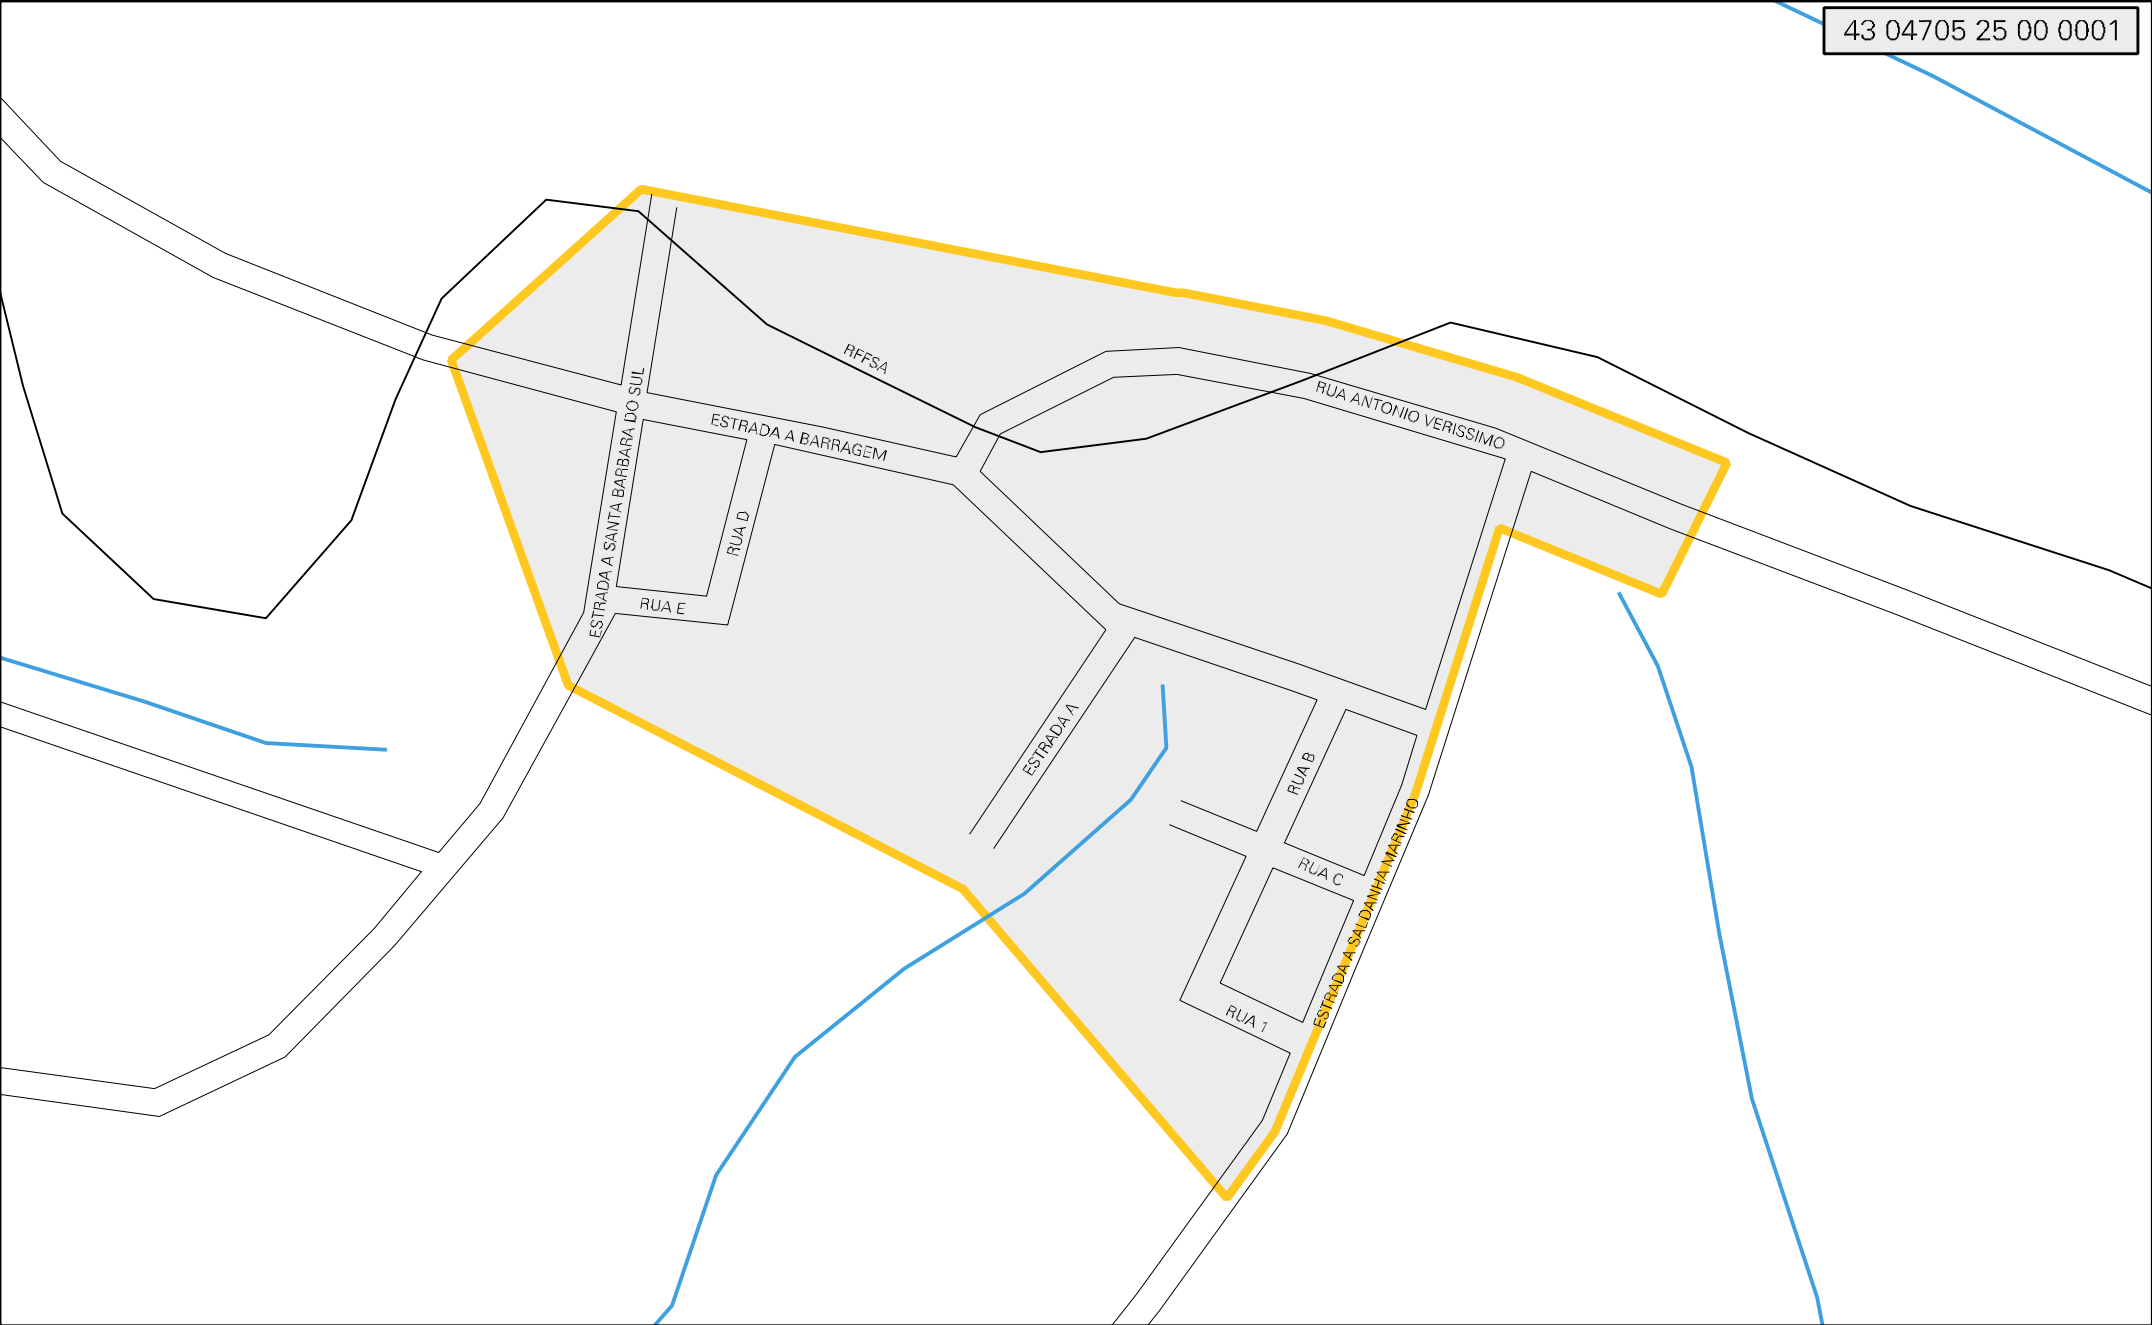 43 04705 25 00 0001
RFFSA
RUA ANTONIO VERISSIMO
ESTRADA A BARRAGEM
ESTRADA A SANTA BARBARA DO SUL
RUA D
RUA E
ESTRADA A
RUA B
RUA C
ESTRADA A SALDANHA MARINHO
RUA 1